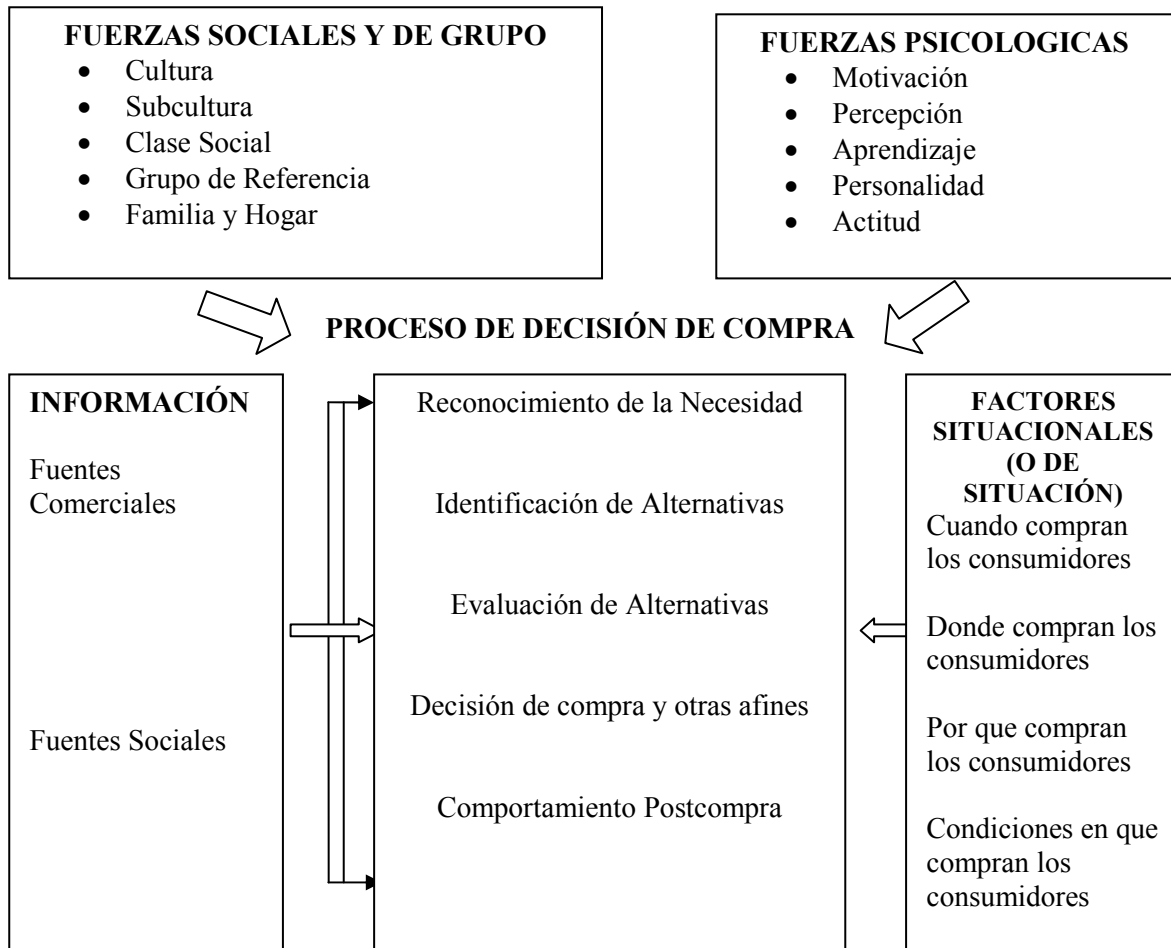 FUERZAS SOCIALES Y DE GRUPO
• Cultura
• Subcultura
• Clase Social
• Grupo de Referencia
• Familia y Hogar
FUERZAS PSICOLOGICAS
• Motivación
• Percepción
• Aprendizaje
• Personalidad
• Actitud
PROCESO DE DECISIÓN DE COMPRA
INFORMACIÓN
Fuentes
Comerciales
Fuentes Sociales
Reconocimiento de la Necesidad
Identificación de Alternativas
Evaluación de Alternativas
Decisión de compra y otras afines
Comportamiento Postcompra
FACTORES
SITUACIONALES
(O DE
SITUACIÓN)
Cuando compran
los consumidores
Donde compran los
consumidores
Por que compran
los consumidores
Condiciones en que
compran los
consumidores